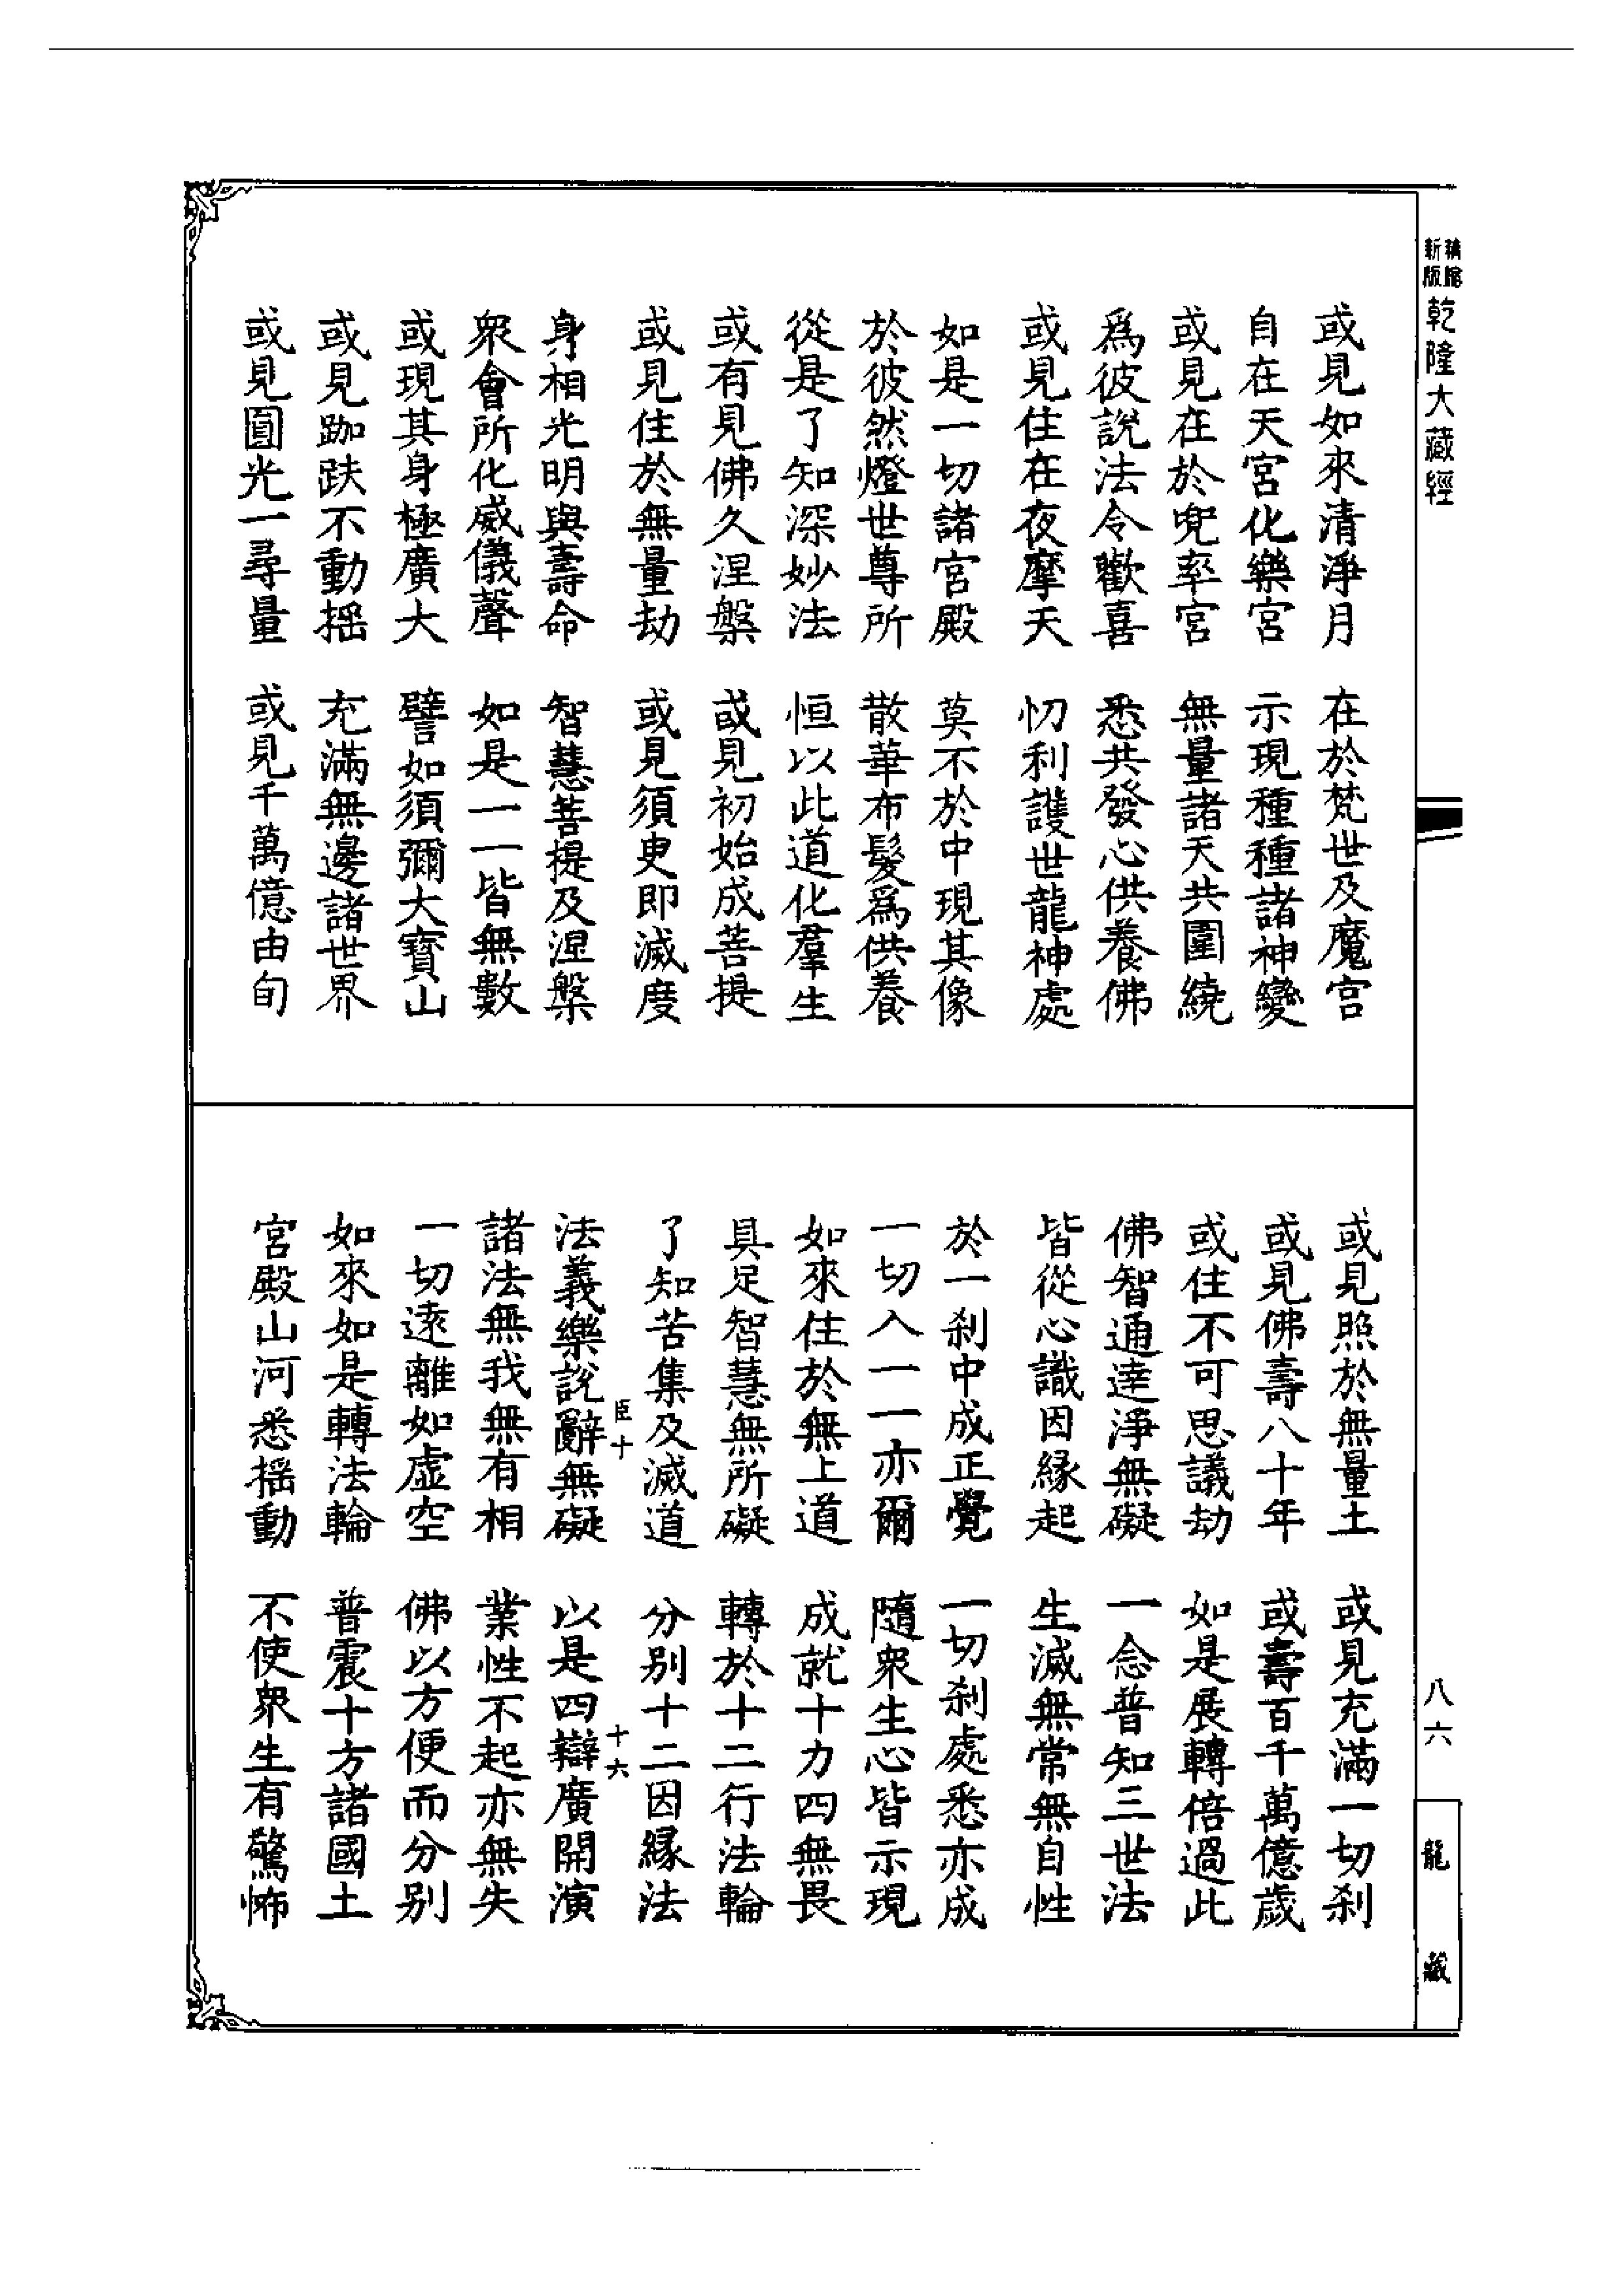 新版精縮乾隆大藏經
或見如來清淨月　在於梵世及魔宮
自在天宮化樂宮　示現種種諸神變
或見在於兜率宮　無量諸天共圍繞
爲彼說法令歡喜　悉共發心供養佛
或見住在夜摩天　忉利護世龍神處
如是一切諸宮殿　莫不於中現其像
於彼然燈世尊所　散華布髮爲供養
從是了知深妙法　恒以此道化羣生
或有見佛久涅槃　或見初始成菩提
或見住於無量劫　或見須臾即滅度
身相光明與壽命　智慧菩提及涅槃
衆會所化威儀聲　如是一一皆無數
或現其身極廣大　譬如須彌大寶山
或見跏趺不動搖　充滿無邊諸世界
或見圓光一尋量　或見千萬億由旬
或見照於無量土　或見充滿一切刹
或見佛壽八十年　或壽百千萬億歲
或住不可思議劫　如是展轉倍過此
佛智通達淨無礙　一念普知三世法
皆從心識因緣起　生滅無常無自性
於一刹中成正覺　一切刹處悉亦成
一切入一一亦爾　隨衆生心皆示現
如來住於無上道　成就十力四無畏
具足智慧無所礙　轉於十二行法輪
了知苦集及滅道　分別十二因緣法
臣十　十六
法義樂說辭無礙　以是四辯廣開演
諸法無我無有相　業性不起亦無失
一切遠離如虛空　佛以方便而分別
如來如是轉法輪　普震十方諸國土
宮殿山河悉搖動　不使衆生有驚怖
八六
龍藏